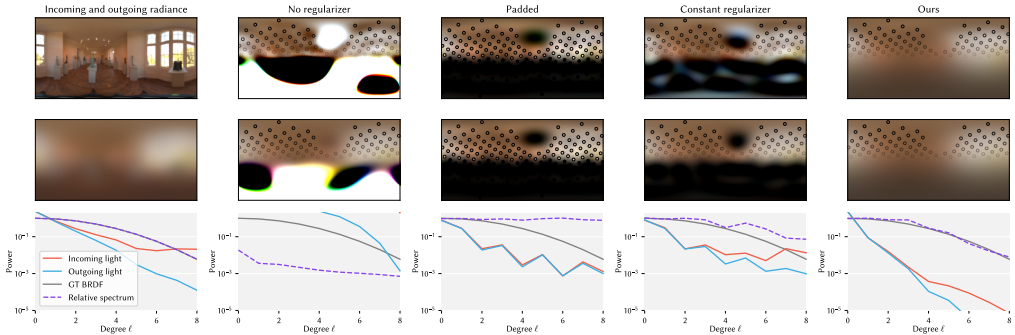 Incoming and outgoing radiance
No regularizer
Padded
Constant regularizer
Ours
Power
10⁻¹
10⁻³
10⁻⁵
Incoming light
Outgoing light
GT BRDF
Relative spectrum
0 2 4 6 8
Degree ℓ
Power
10⁻¹
10⁻³
10⁻⁵
0 2 4 6 8
Degree ℓ
Power
10⁻¹
10⁻³
10⁻⁵
0 2 4 6 8
Degree ℓ
Power
10⁻¹
10⁻³
10⁻⁵
0 2 4 6 8
Degree ℓ
Power
10⁻¹
10⁻³
10⁻⁵
0 2 4 6 8
Degree ℓ